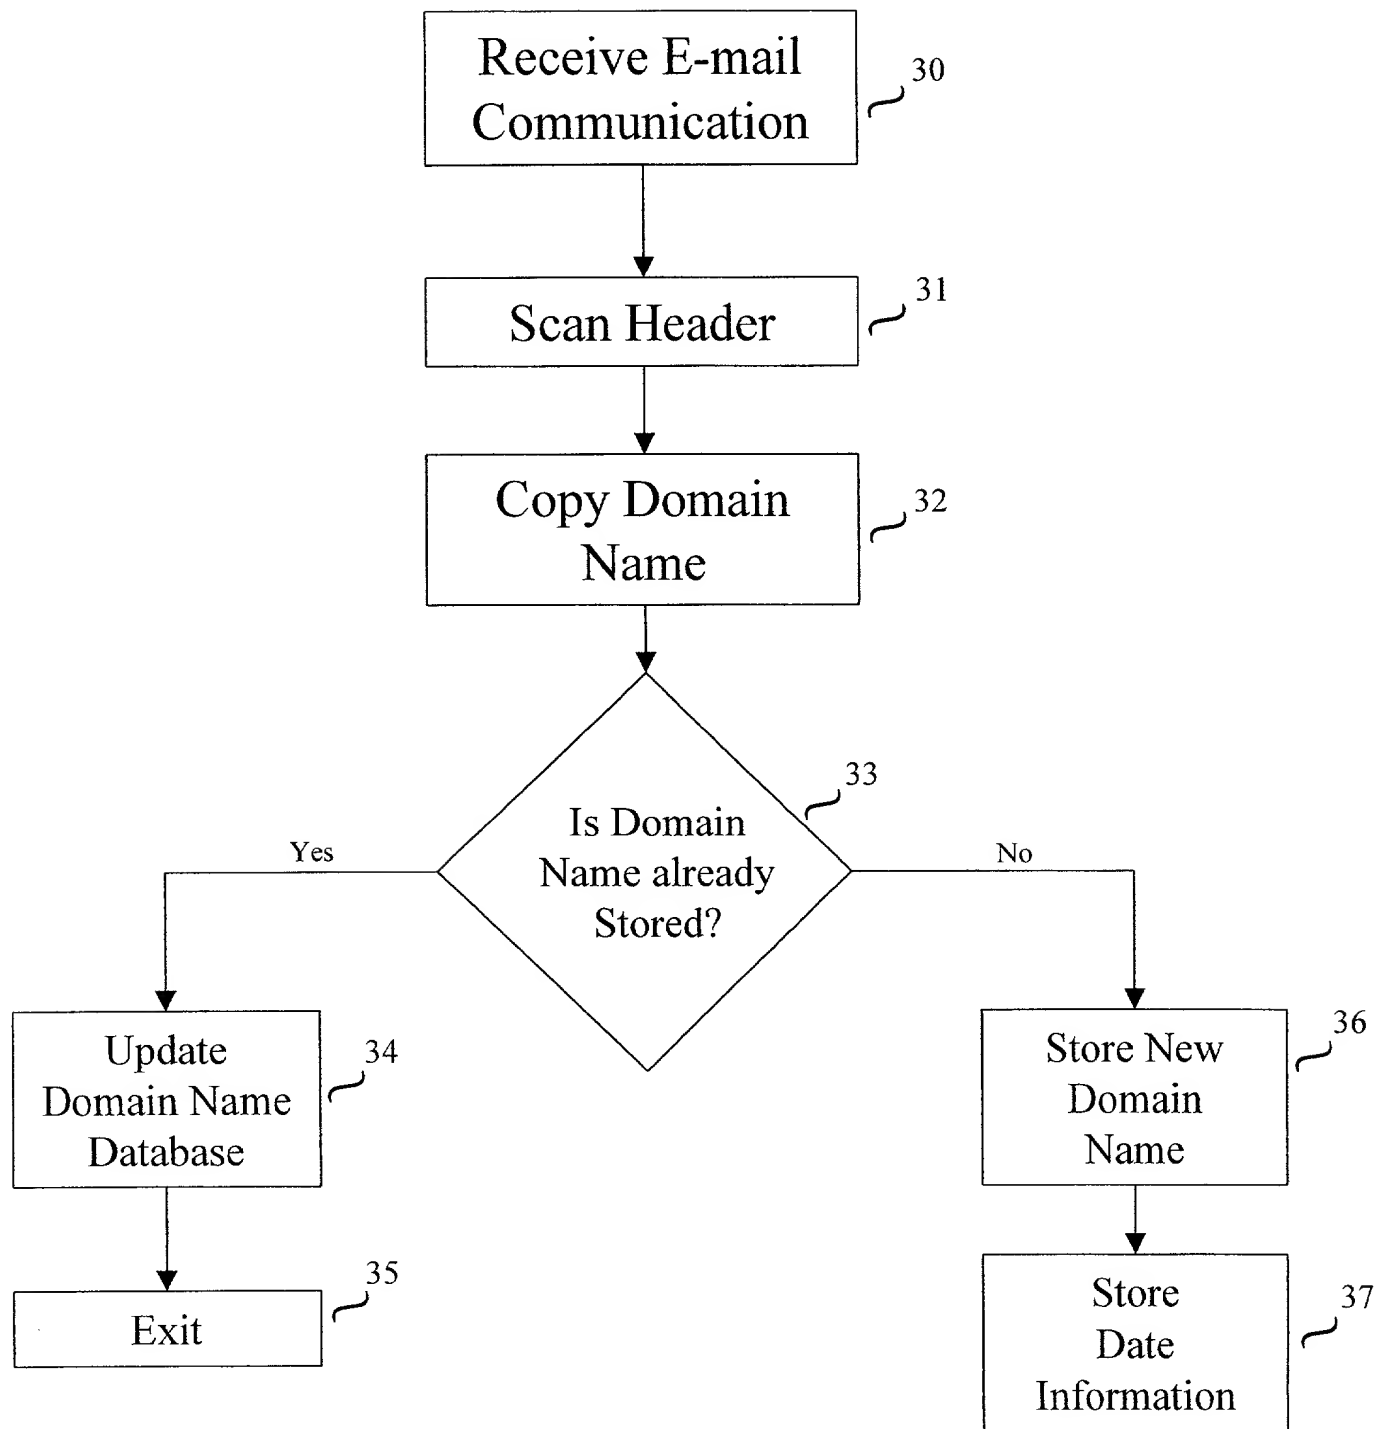 Receive E-mail
Communication
30
Scan Header
31
Copy Domain
Name
32
Is Domain
Name already
Stored?
33
Yes
No
Update
Domain Name
Database
34
Exit
35
Store New
Domain
Name
36
Store
Date
Information
37